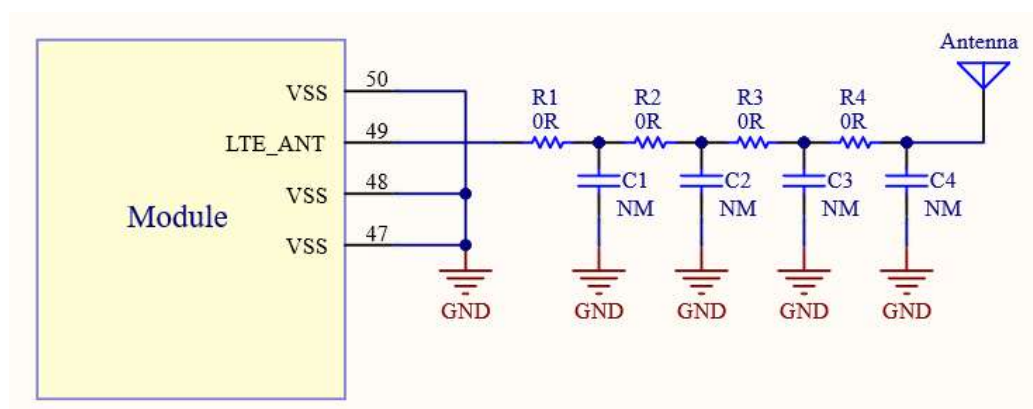 Antenna
50
VSS
R1 R2 R3 R4
0R 0R 0R 0R
49
LTE_ANT
48
VSS
C1 C2 C3 C4
NM NM NM NM
Module
47
VSS
GND GND GND GND GND